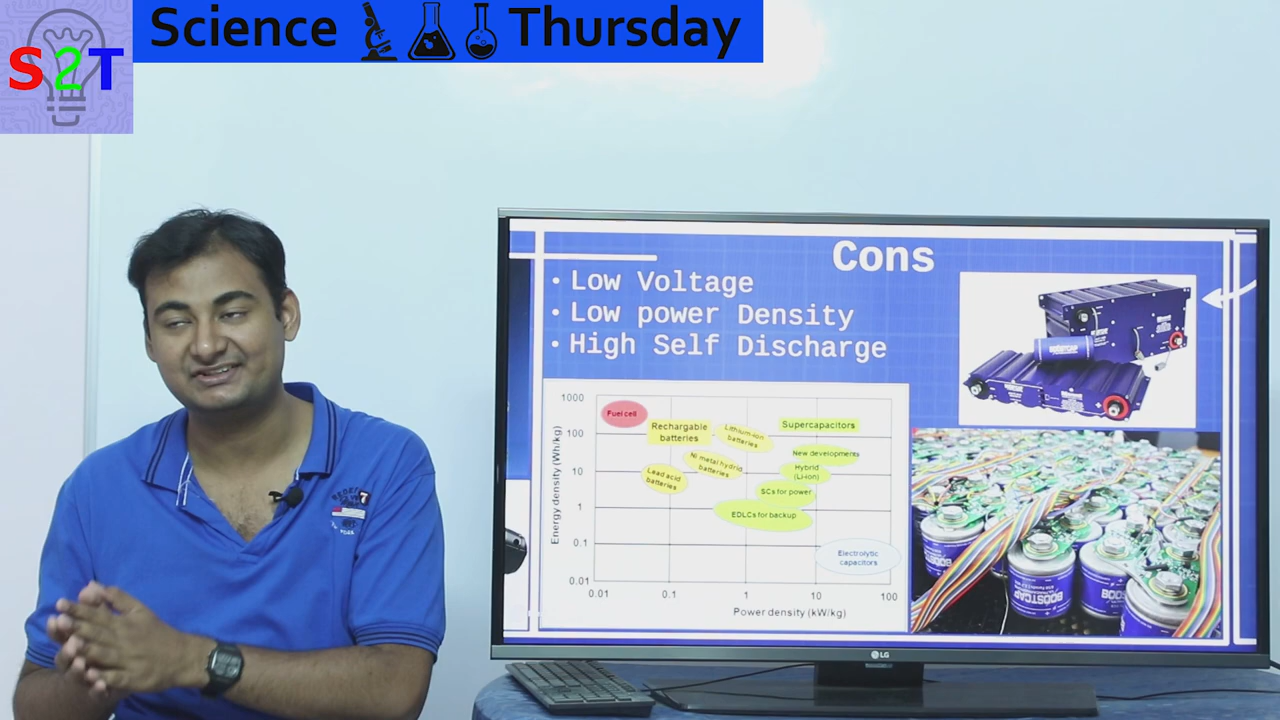 Science Thursday
S2T
Cons
• Low Voltage
• Low power Density
• High Self Discharge
1000
100
10
1
0.1
0.01
Energy density (Wh/kg)
Fuel cell
Rechargable
batteries
Lithium-ion
batteries
Supercapacitors
Ni metal hydrid
batteries
New developments
Lead acid
batteries
Hybrid
(Li-ion)
SCs for power
EDLCs for backup
Electrolytic
capacitors
0.01
0.1
1
10
100
Power density (kW/kg)
BOOSTCAP
BOOSTCAP
LG
7